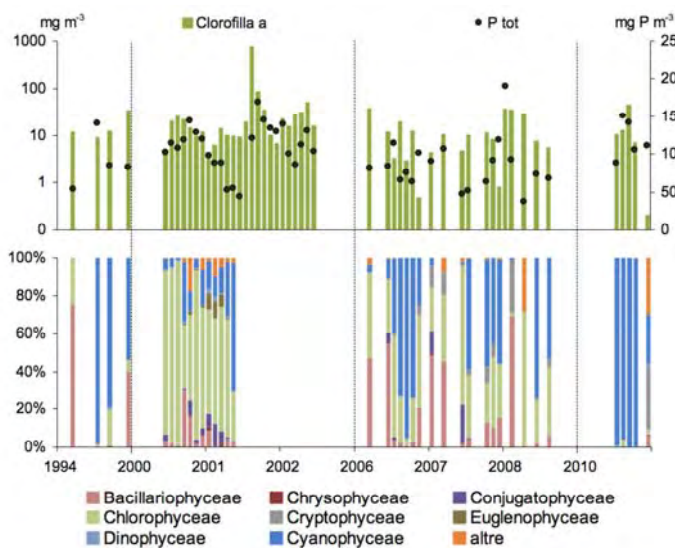 mg m⁻³ Clorofilla a P tot mg P m⁻³
1000 250
100 200
150
10
100
1
50
0 0
100%
80%
60%
40%
20%
0%
1994 2000 2001 2002 2006 2007 2008 2010
Bacillariophyceae Chrysophyceae Conjugatophyceae
Chlorophyceae Cryptophyceae Euglenophyceae
Dinophyceae Cyanophyceae altre